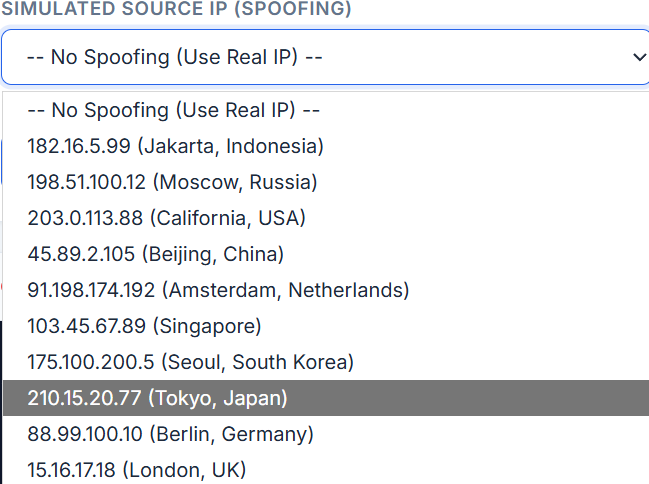 SIMULATED SOURCE IP (SPOOFING)
-- No Spoofing (Use Real IP) --
-- No Spoofing (Use Real IP) --
182.16.5.99 (Jakarta, Indonesia)
198.51.100.12 (Moscow, Russia)
203.0.113.88 (California, USA)
45.89.2.105 (Beijing, China)
91.198.174.192 (Amsterdam, Netherlands)
103.45.67.89 (Singapore)
175.100.200.5 (Seoul, South Korea)
210.15.20.77 (Tokyo, Japan)
88.99.100.10 (Berlin, Germany)
15.16.17.18 (London, UK)